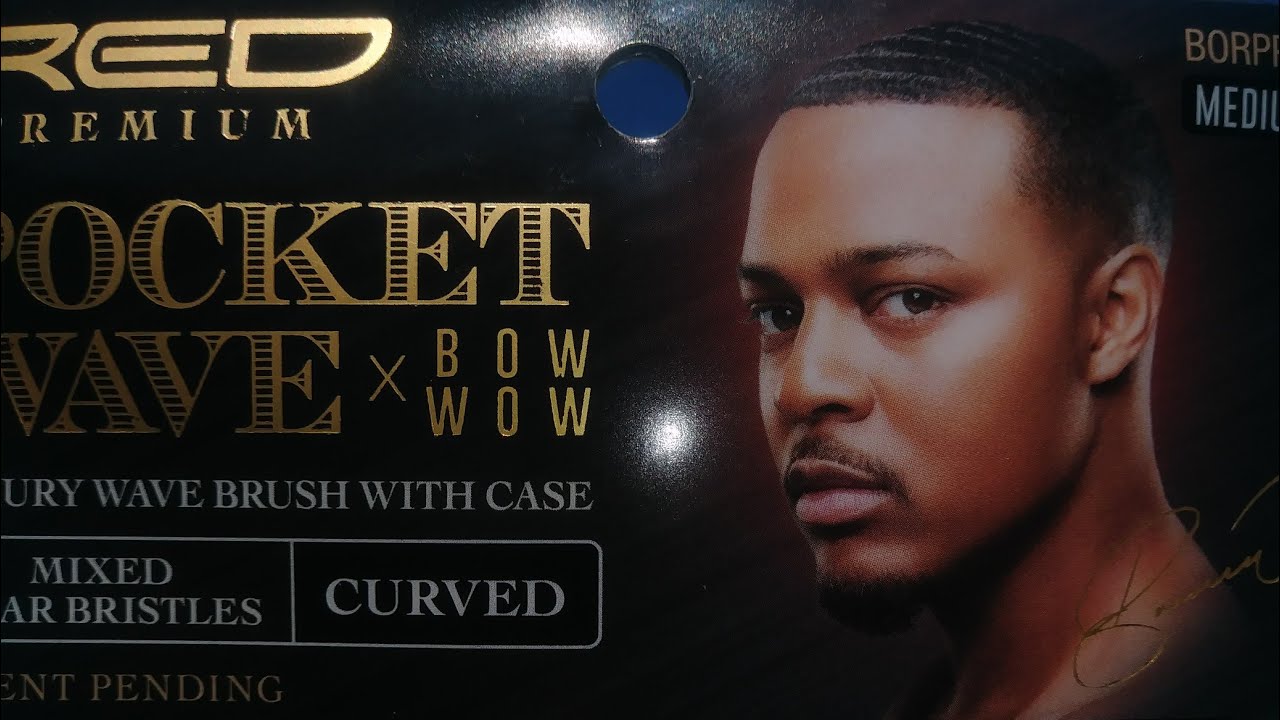 RED
PREMIUM
POCKET
WAVE × BOW
WOW
URY WAVE BRUSH WITH CASE
MIXED
AR BRISTLES
CURVED
ENT PENDING
BORP
MEDIU